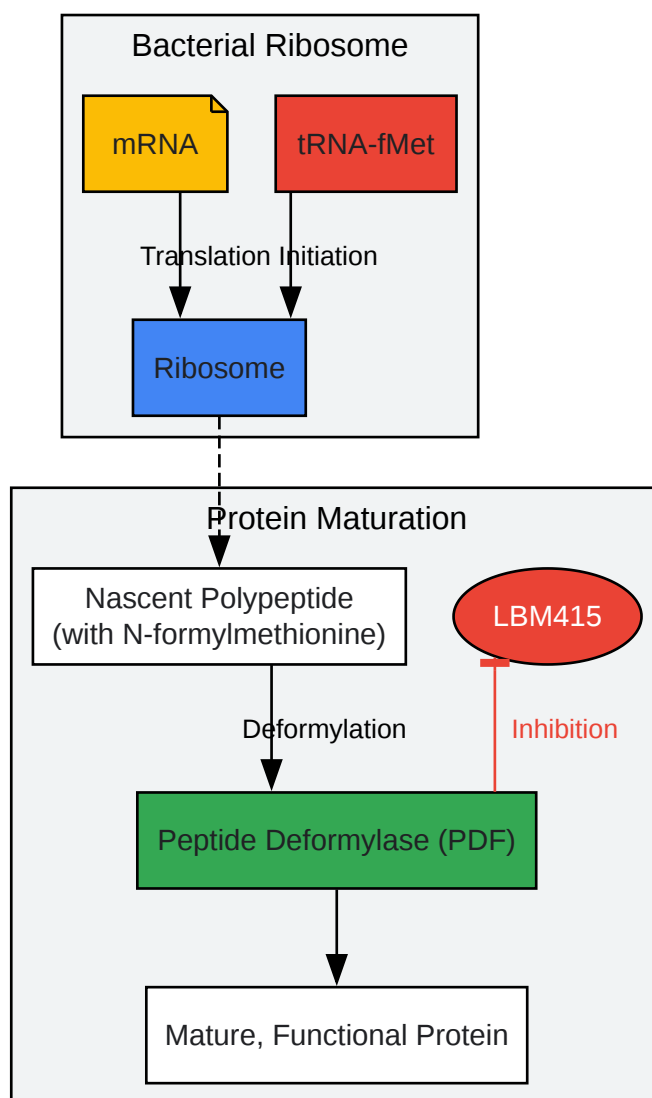 Bacterial Ribosome
mRNA
tRNA-fMet
Translation Initiation
Ribosome
Protein Maturation
Nascent Polypeptide
(with N-formylmethionine)
LBM415
Deformylation
Inhibition
Peptide Deformylase (PDF)
Mature, Functional Protein